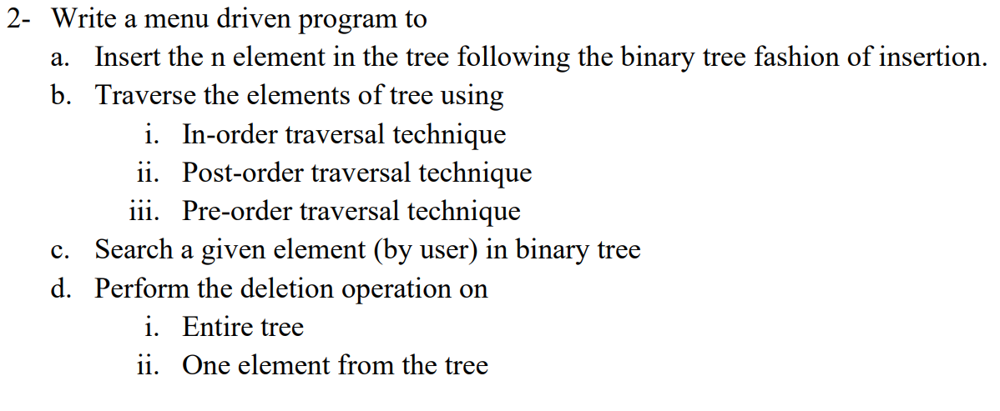 2- Write a menu driven program to
a. Insert the n element in the tree following the binary tree fashion of insertion.
b. Traverse the elements of tree using
i. In-order traversal technique
ii. Post-order traversal technique
iii. Pre-order traversal technique
c. Search a given element (by user) in binary tree
d. Perform the deletion operation on
i. Entire tree
ii. One element from the tree